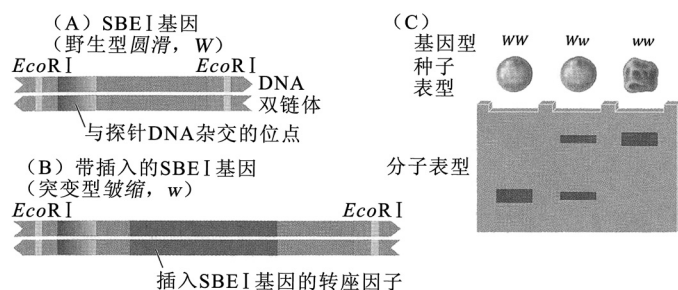 (A) SBEⅠ基因
(野生型圆滑，W)
EcoRⅠ EcoRⅠ
DNA
双链体
与探针DNA杂交的位点
(B) 带插入的SBEⅠ基因
(突变型皱缩，w)
EcoRⅠ EcoRⅠ
插入SBEⅠ基因的转座因子
(C)
基因型 WW Ww ww
种子
表型
分子表型